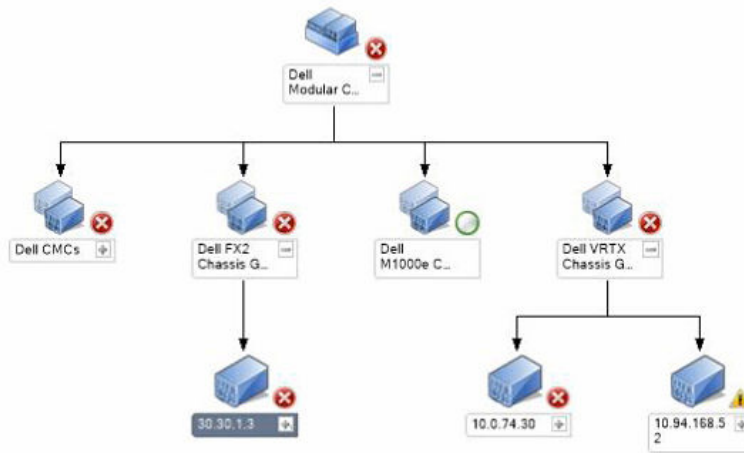 Dell
Modular C...
Dell CMCs
Dell FX2
Chassis G...
Dell
M1000e C...
Dell VRTX
Chassis G...
30.30.1.3
10.0.74.30
10.94.168.5
2